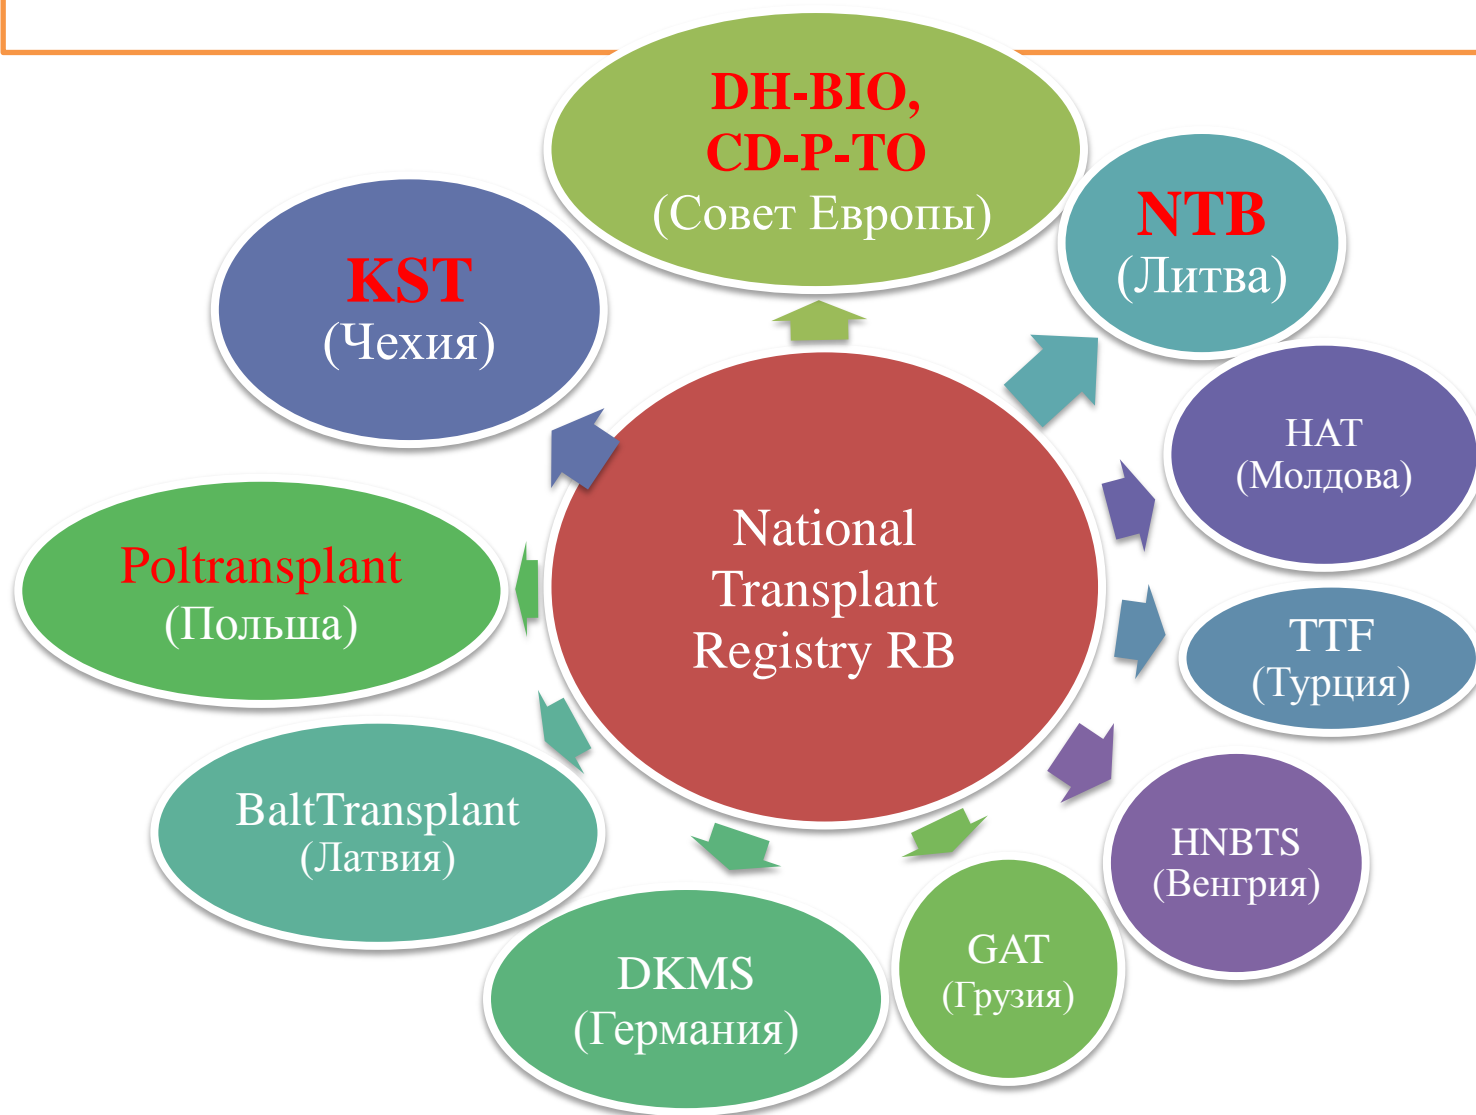 DH-BIO,
CD-P-TO
(Совет Европы)
NTB
(Литва)
KST
(Чехия)
НАТ
(Молдова)
National
Transplant
Registry RB
Poltransplant
(Польша)
TTF
(Турция)
BaltTransplant
(Латвия)
HNBTS
(Венгрия)
GAT
(Грузия)
DKMS
(Германия)